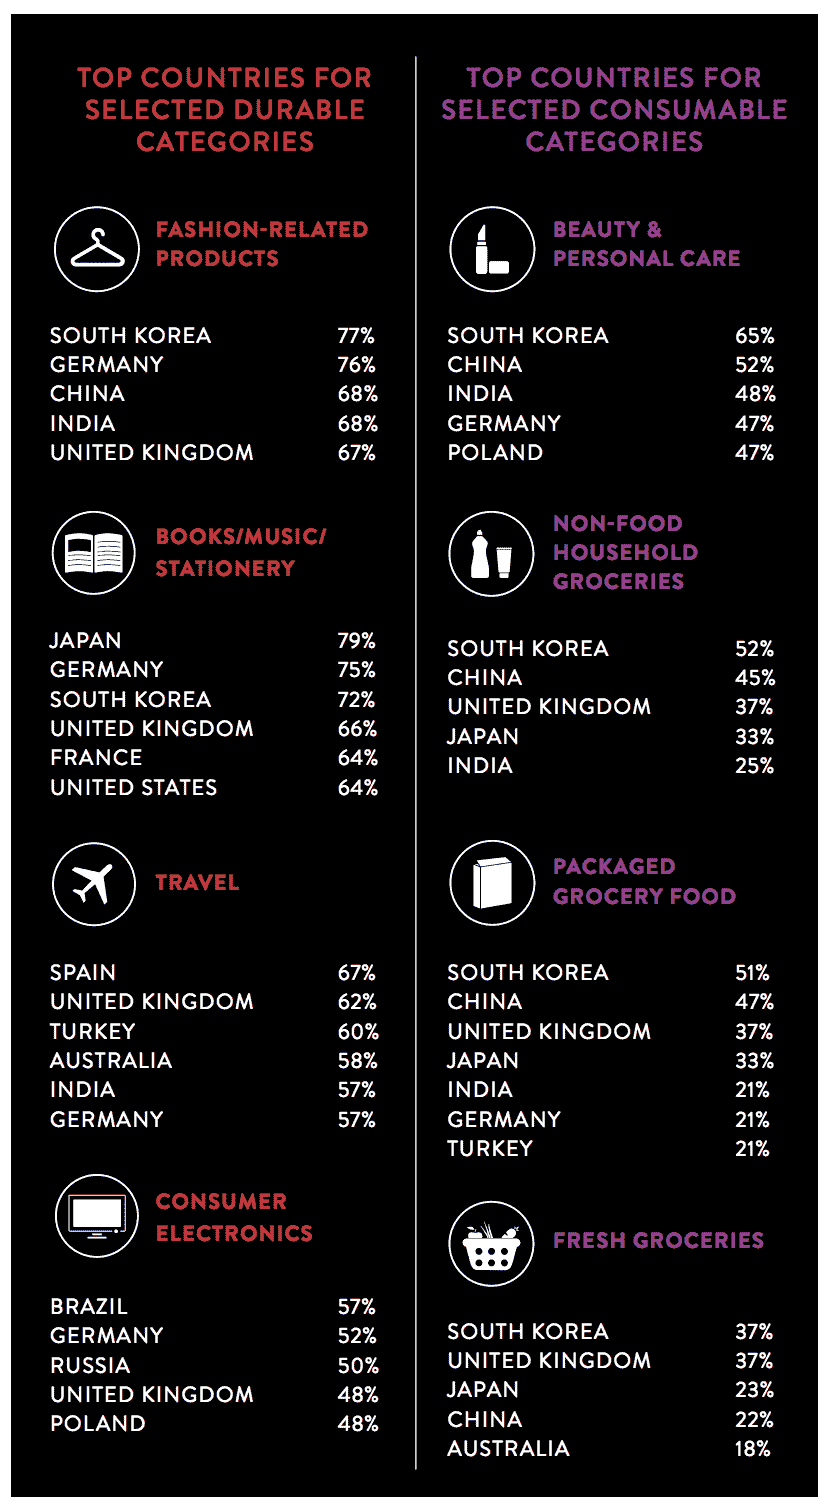 TOP COUNTRIES FOR
SELECTED DURABLE
CATEGORIES
FASHION-RELATED
PRODUCTS
SOUTH KOREA 77%
GERMANY 76%
CHINA 68%
INDIA 68%
UNITED KINGDOM 67%
BOOKS/MUSIC/
STATIONERY
JAPAN 79%
GERMANY 75%
SOUTH KOREA 72%
UNITED KINGDOM 66%
FRANCE 64%
UNITED STATES 64%
TRAVEL
SPAIN 67%
UNITED KINGDOM 62%
TURKEY 60%
AUSTRALIA 58%
INDIA 57%
GERMANY 57%
CONSUMER
ELECTRONICS
BRAZIL 57%
GERMANY 52%
RUSSIA 50%
UNITED KINGDOM 48%
POLAND 48%
TOP COUNTRIES FOR
SELECTED CONSUMABLE
CATEGORIES
BEAUTY &
PERSONAL CARE
SOUTH KOREA 65%
CHINA 52%
INDIA 48%
GERMANY 47%
POLAND 47%
NON-FOOD
HOUSEHOLD
GROCERIES
SOUTH KOREA 52%
CHINA 45%
UNITED KINGDOM 37%
JAPAN 33%
INDIA 25%
PACKAGED
GROCERY FOOD
SOUTH KOREA 51%
CHINA 47%
UNITED KINGDOM 37%
JAPAN 33%
INDIA 21%
GERMANY 21%
TURKEY 21%
FRESH GROCERIES
SOUTH KOREA 37%
UNITED KINGDOM 37%
JAPAN 23%
CHINA 22%
AUSTRALIA 18%